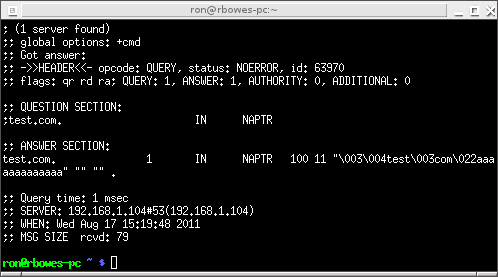 ron@rbowes-pc:~
; (1 server found)
;; global options: +cmd
;; Got answer:
;; ->>HEADER<<- opcode: QUERY, status: NOERROR, id: 63970
;; flags: qr rd ra; QUERY: 1, ANSWER: 1, AUTHORITY: 0, ADDITIONAL: 0
;; QUESTION SECTION:
;test.com. IN NAPTR
;; ANSWER SECTION:
test.com. 1 IN NAPTR 100 11 "\003\004test\003com\022aaa
aaaaaaaaaaa" "" "" .
;; Query time: 1 msec
;; SERVER: 192.168.1.104#53(192.168.1.104)
;; WHEN: Wed Aug 17 15:19:48 2011
;; MSG SIZE rcvd: 79
ron@rbowes-pc ~ $